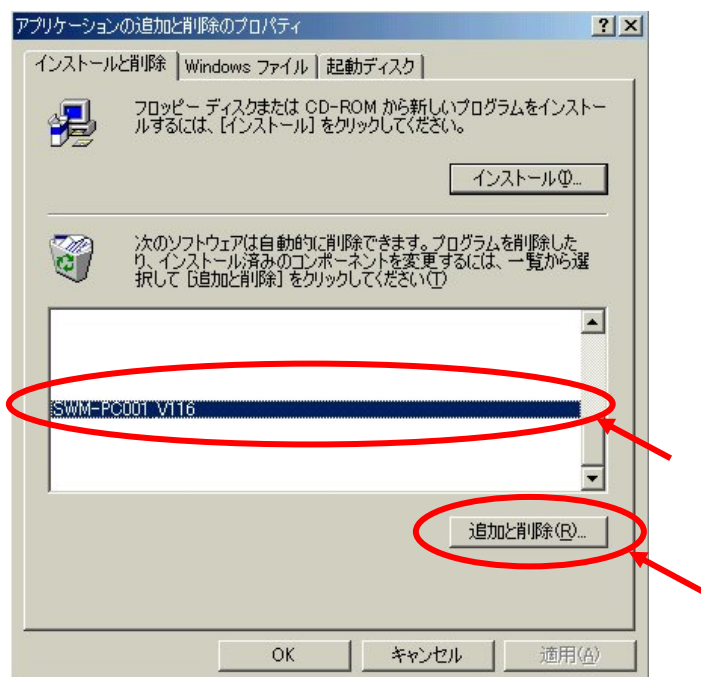 アプリケーションの追加と削除のプロパティ
インストールと削除 Windows ファイル 起動ディスク
フロッピー ディスクまたは CD-ROM から新しいプログラムをインストー
ルするには、[インストール] をクリックしてください。
インストール(I)...
次のソフトウェアは自動的に削除できます。プログラムを削除した
り、インストール済みのコンポーネントを変更するには、一覧から選
択して [追加と削除] をクリックしてください(T)
SWM-PC001 V116
追加と削除(R)...
OK キャンセル 適用(A)